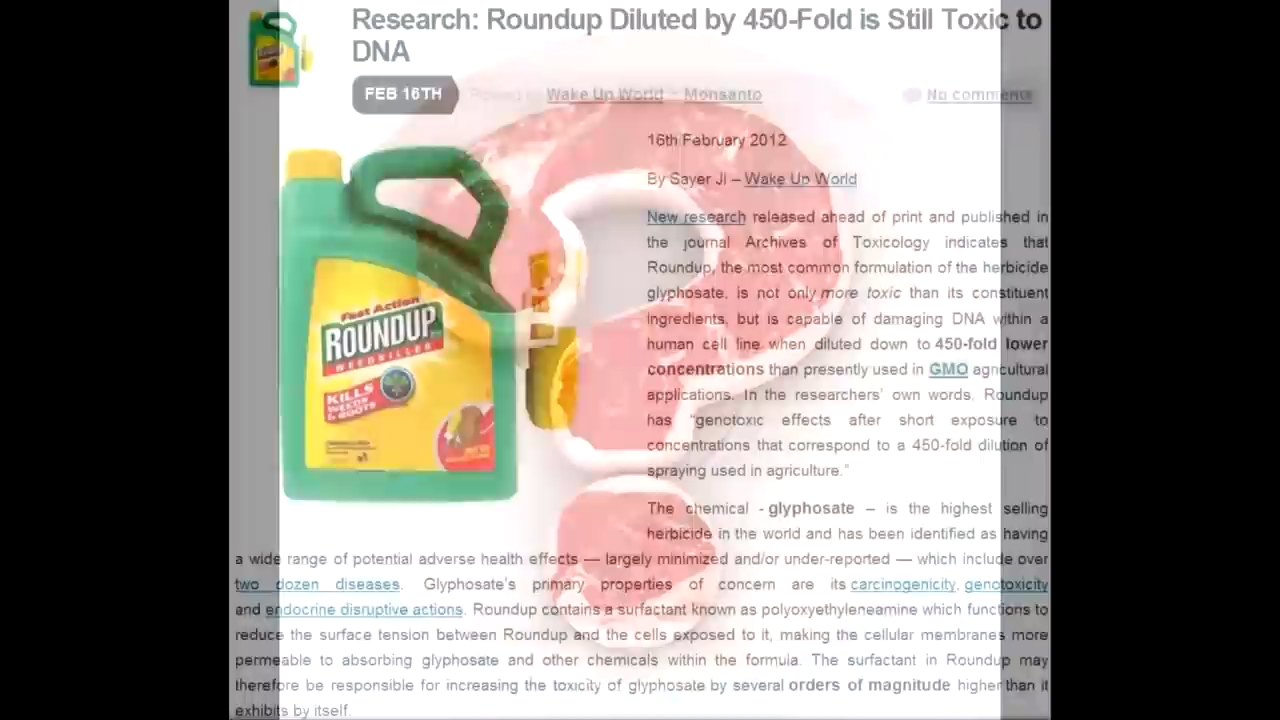 Research: Roundup Diluted by 450-Fold is Still Toxic to
DNA
FEB 16TH Posted by Wake Up World in Monsanto No comments
16th February 2012
By Sayer Ji – Wake Up World
New research released ahead of print and published in
the journal Archives of Toxicology indicates that
Roundup, the most common formulation of the herbicide
glyphosate, is not only more toxic than its constituent
ingredients, but is capable of damaging DNA within a
human cell line when diluted down to 450-fold lower
concentrations than presently used in GMO agricultural
applications. In the researchers' own words, Roundup
has "genotoxic effects after short exposure to
concentrations that correspond to a 450-fold dilution of
spraying used in agriculture."
Fast Action
ROUNDUP
WEEDKILLER
KILLS
WEEDS
& ROOTS
The chemical - glyphosate – is the highest selling
herbicide in the world and has been identified as having
a wide range of potential adverse health effects — largely minimized and/or under-reported — which include over
two dozen diseases. Glyphosate's primary properties of concern are its carcinogenicity, genotoxicity
and endocrine disruptive actions. Roundup contains a surfactant known as polyoxyethyleneamine which functions to
reduce the surface tension between Roundup and the cells exposed to it, making the cellular membranes more
permeable to absorbing glyphosate and other chemicals within the formula. The surfactant in Roundup may
therefore be responsible for increasing the toxicity of glyphosate by several orders of magnitude higher than it
exhibits by itself.